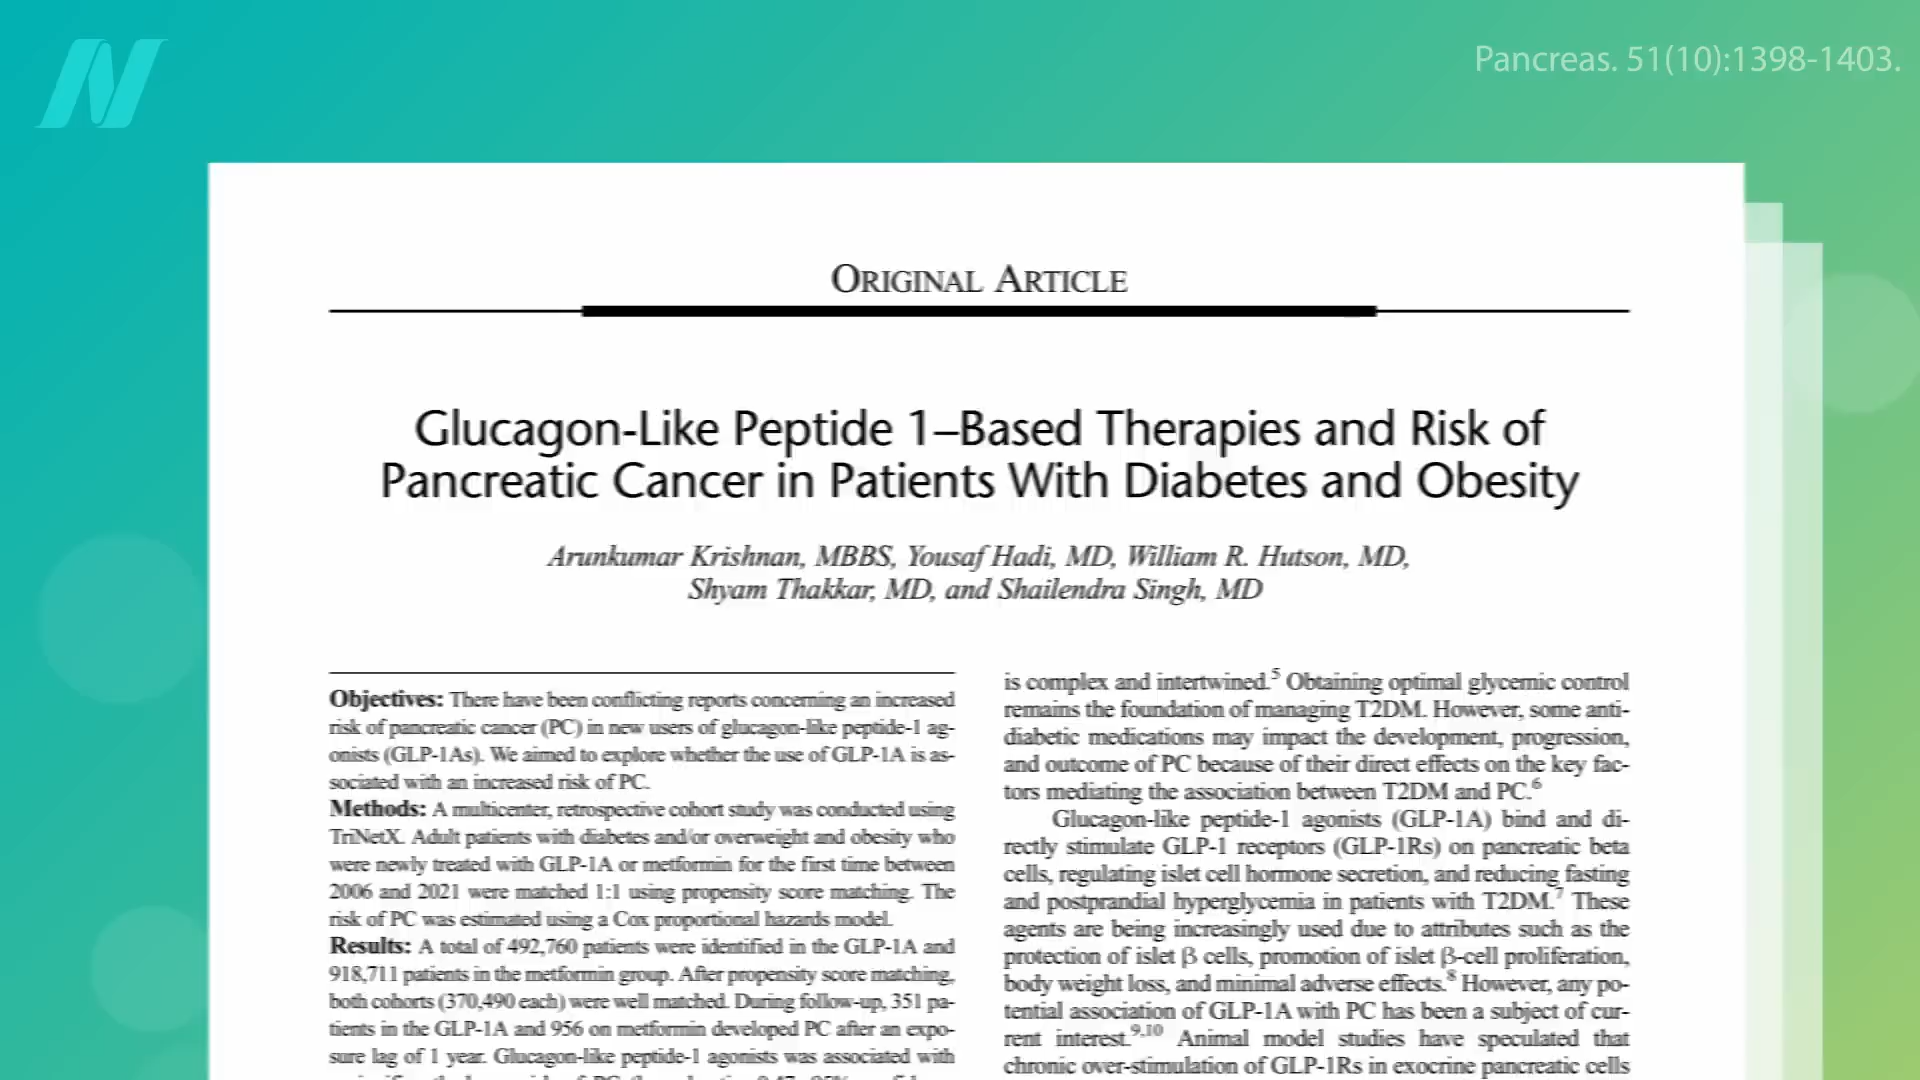 Pancreas. 51(10):1398-1403.
ORIGINAL ARTICLE
Glucagon-Like Peptide 1–Based Therapies and Risk of
Pancreatic Cancer in Patients With Diabetes and Obesity
Arunkumar Krishnan, MBBS, Yousaf Hadi, MD, William R. Hutson, MD,
Shyam Thakkar, MD, and Shailendra Singh, MD
Objectives: There have been conflicting reports concerning an increased
risk of pancreatic cancer (PC) in new users of glucagon-like peptide-1 ag-
onists (GLP-1As). We aimed to explore whether the use of GLP-1A is as-
sociated with an increased risk of PC.
Methods: A multicenter, retrospective cohort study was conducted using
TriNetX. Adult patients with diabetes and/or overweight and obesity who
were newly treated with GLP-1A or metformin for the first time between
2006 and 2021 were matched 1:1 using propensity score matching. The
risk of PC was estimated using a Cox proportional hazards model.
Results: A total of 492,760 patients were identified in the GLP-1A and
918,711 patients in the metformin group. After propensity score matching,
both cohorts (370,490 each) were well matched. During follow-up, 351 pa-
tients in the GLP-1A and 956 on metformin developed PC after an expo-
sure lag of 1 year. Glucagon-like peptide-1 agonists was associated with
is complex and intertwined.5 Obtaining optimal glycemic control
remains the foundation of managing T2DM. However, some anti-
diabetic medications may impact the development, progression,
and outcome of PC because of their direct effects on the key fac-
tors mediating the association between T2DM and PC.6
Glucagon-like peptide-1 agonists (GLP-1A) bind and di-
rectly stimulate GLP-1 receptors (GLP-1Rs) on pancreatic beta
cells, regulating islet cell hormone secretion, and reducing fasting
and postprandial hyperglycemia in patients with T2DM.7 These
agents are being increasingly used due to attributes such as the
protection of islet β cells, promotion of islet β-cell proliferation,
body weight loss, and minimal adverse effects.8 However, any po-
tential association of GLP-1A with PC has been a subject of cur-
rent interest.9,10 Animal model studies have speculated that
chronic over-stimulation of GLP-1Rs in exocrine pancreatic cells